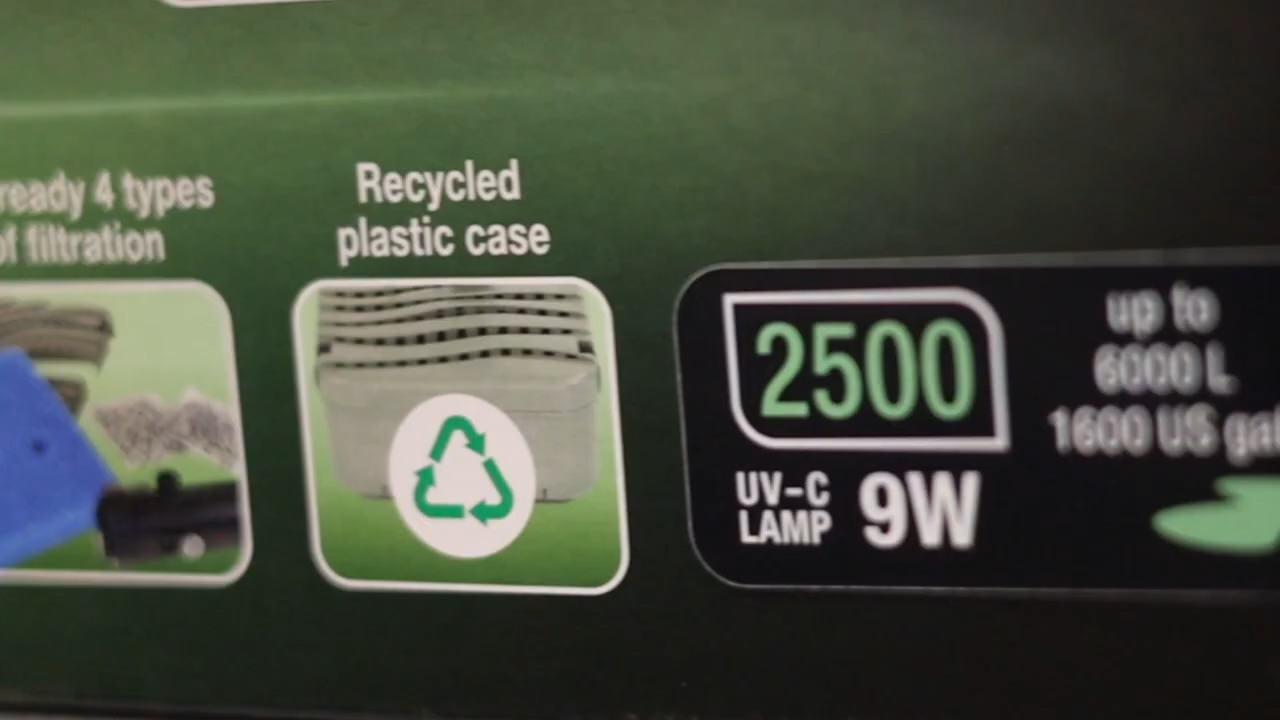 ready 4 types
of filtration
Recycled
plastic case
2500
UV-C
LAMP
9W
up to
6000 L
1600 US gal